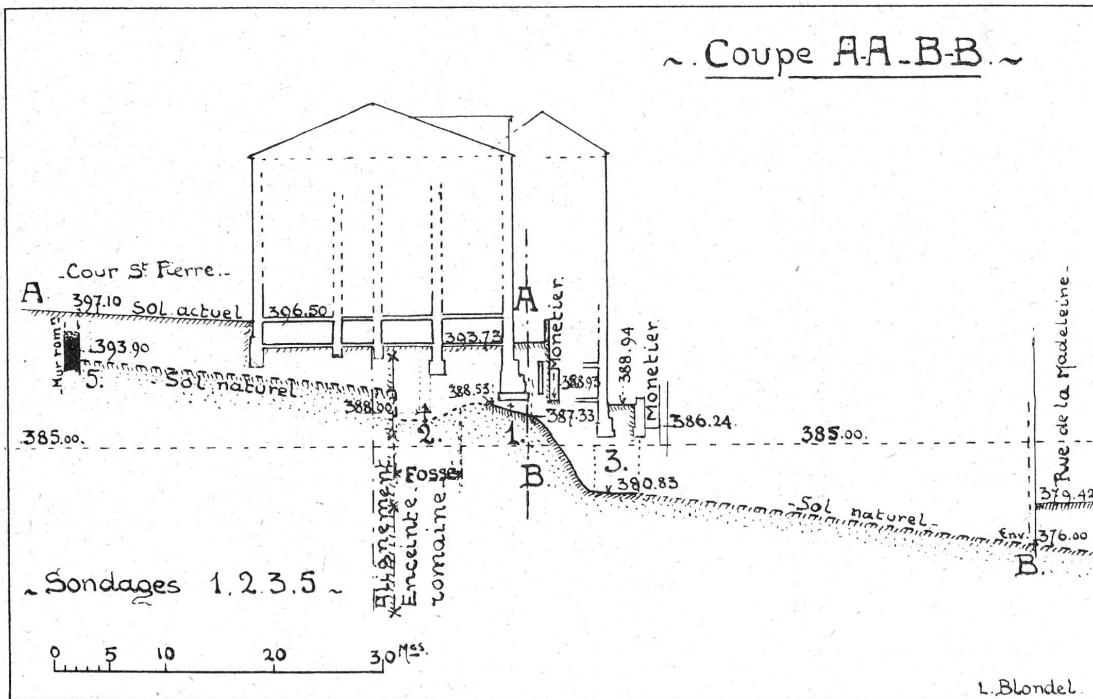 ~ Coupe A-A_B-B. ~
-Cour St Pierre.-
A
397.10
Sol actuel
396.50
A
Mur romn
393.90
5.
-Sol naturel-
388.00
393.73
388.53
Monetier
388.93
388.94
Monetier
387.33
386.24
385.00.
385.00.
2.
1.
3.
Fosse
B
380.83
-Sol naturel-
Rue de la Madeleine-
379.42
Env.
376.00
B.
Alignement
Enceinte
romaine
~ Sondages 1.2.3.5 ~
0 5 10 20 30 Mes.
L. Blondel